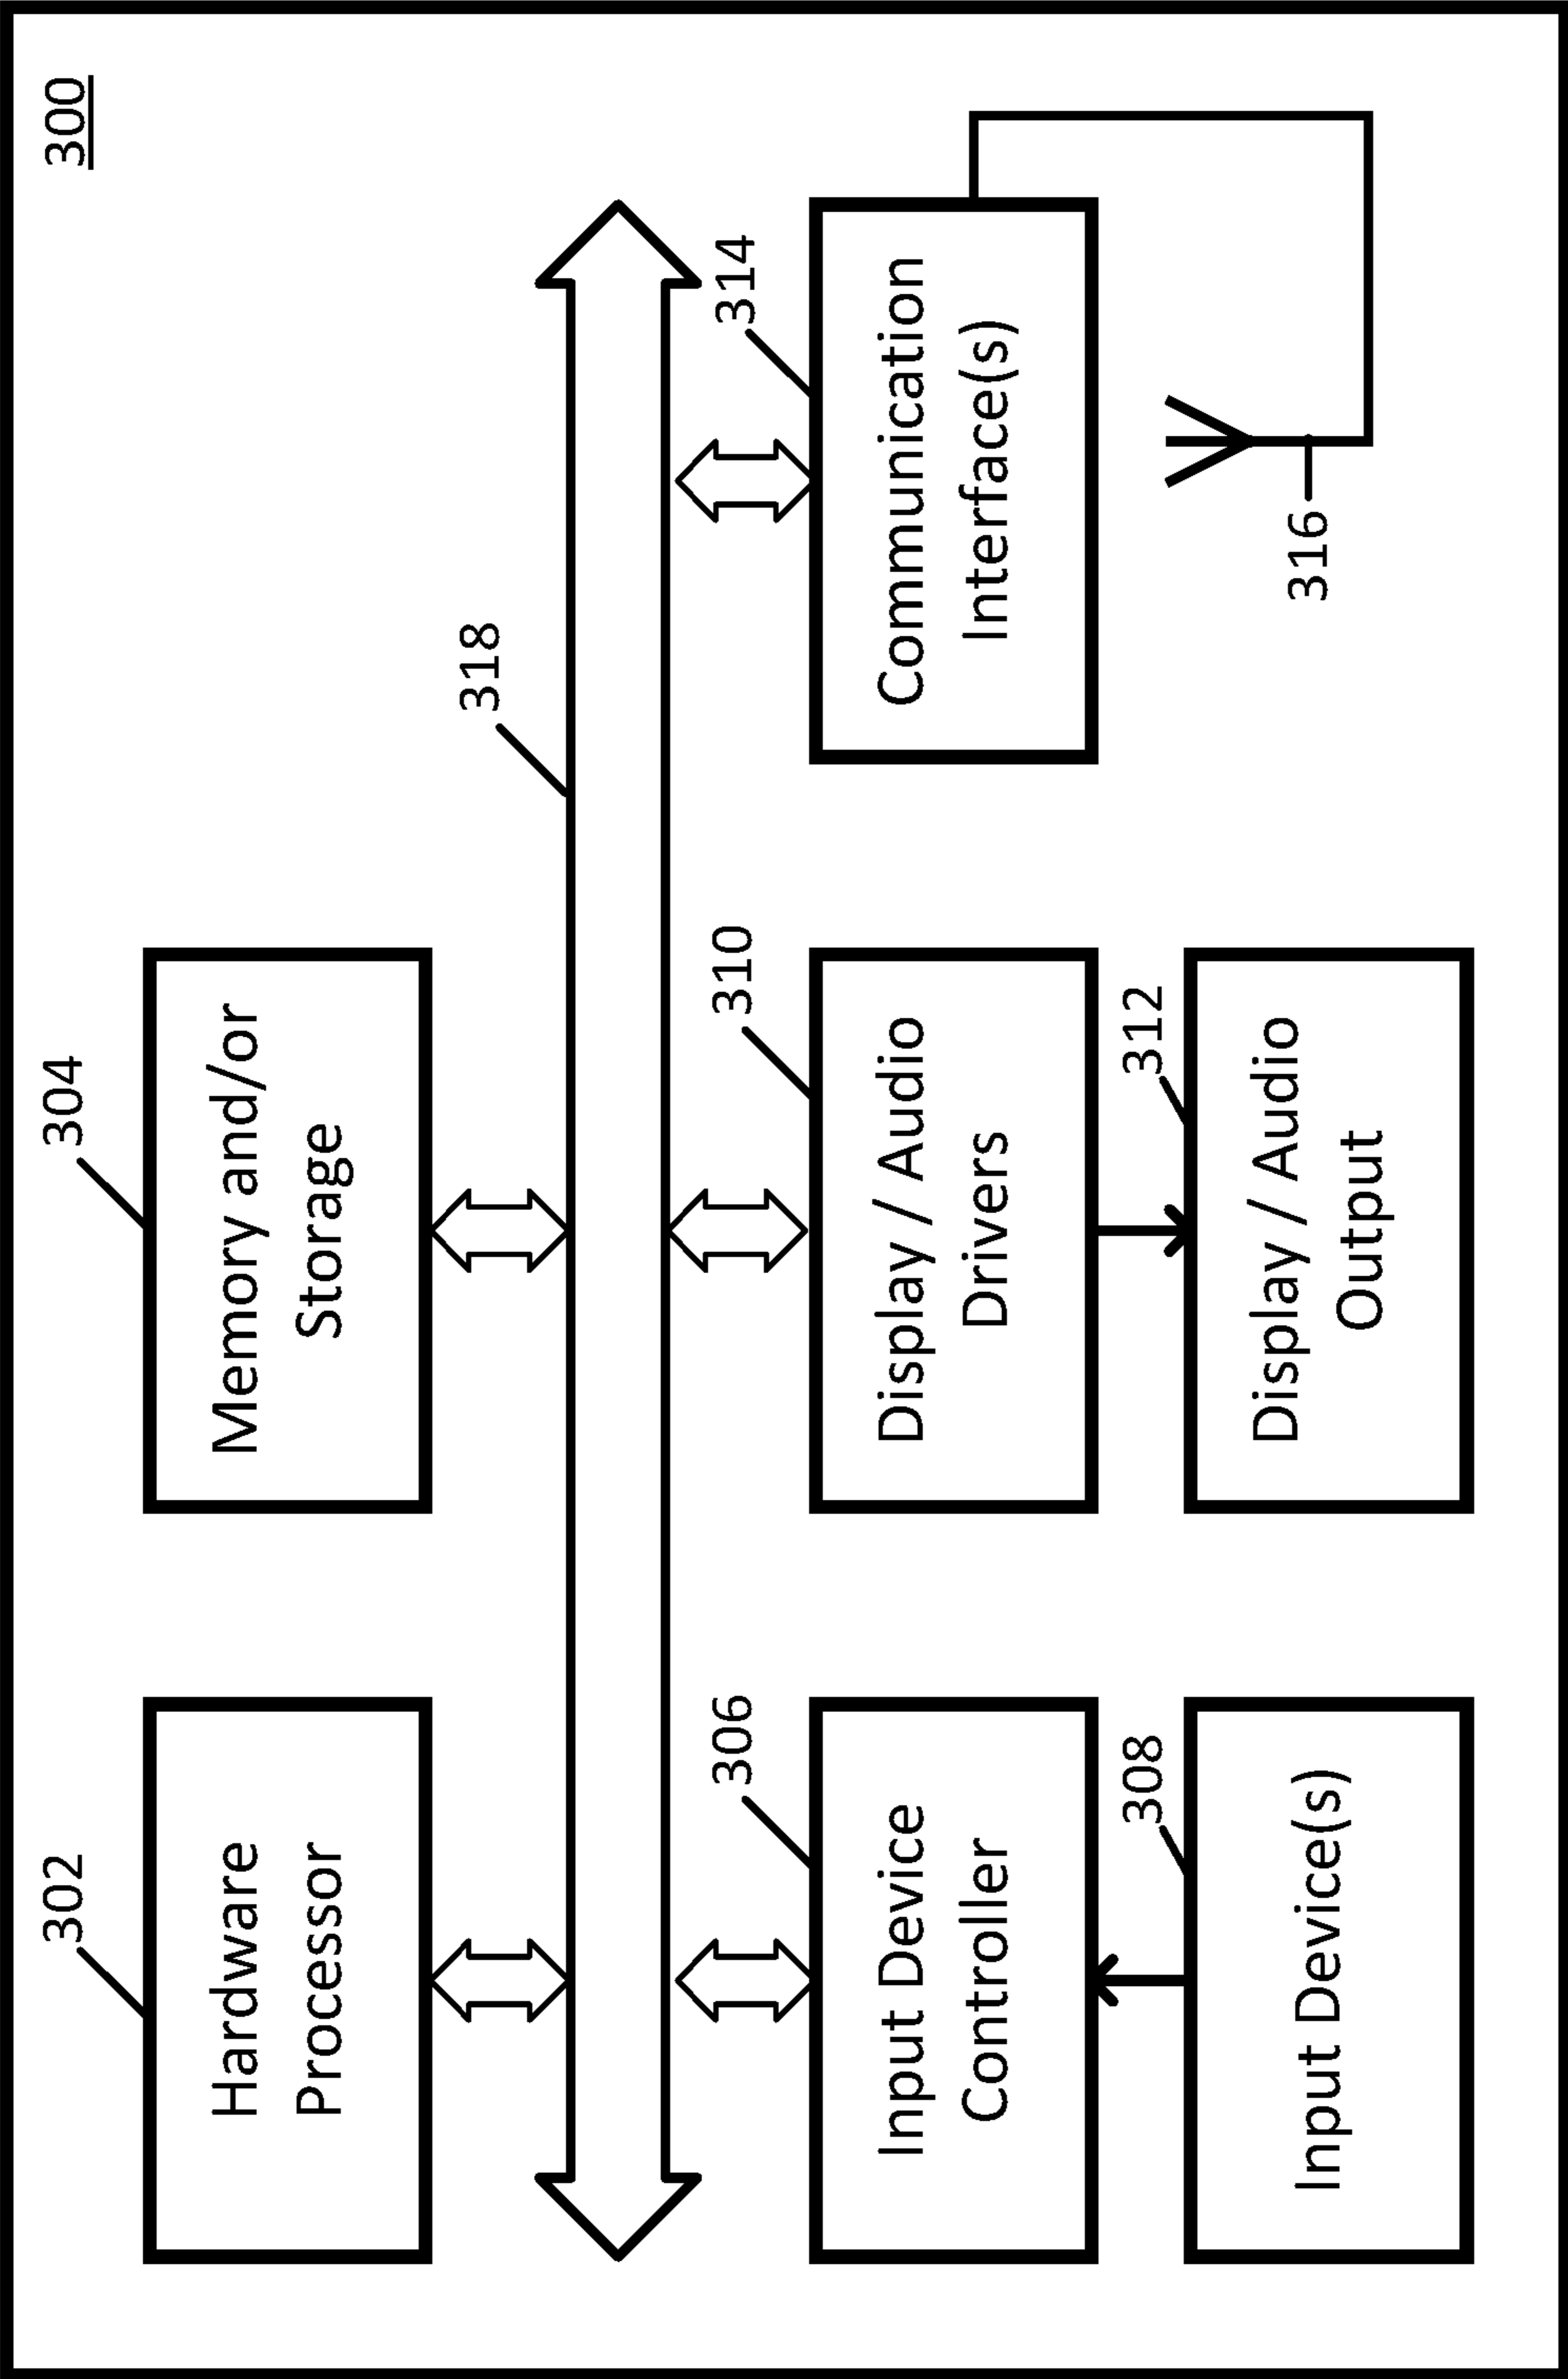 300
302
Hardware
Processor
304
Memory and/or
Storage
318
306
Input Device
Controller
310
Display / Audio
Drivers
314
Communication
Interface(s)
308
Input Device(s)
312
Display / Audio
Output
316